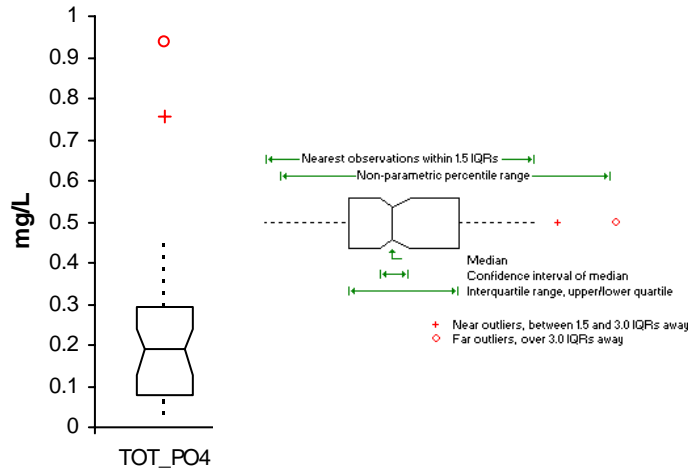 1
0.9
0.8
0.7
0.6
0.5
0.4
0.3
0.2
0.1
0
mg/L
TOT_PO4
Nearest observations within 1.5 IQRs
Non-parametric percentile range
Median
Confidence interval of median
Interquartile range, upper/lower quartile
Near outliers, between 1.5 and 3.0 IQRs away
Far outliers, over 3.0 IQRs away